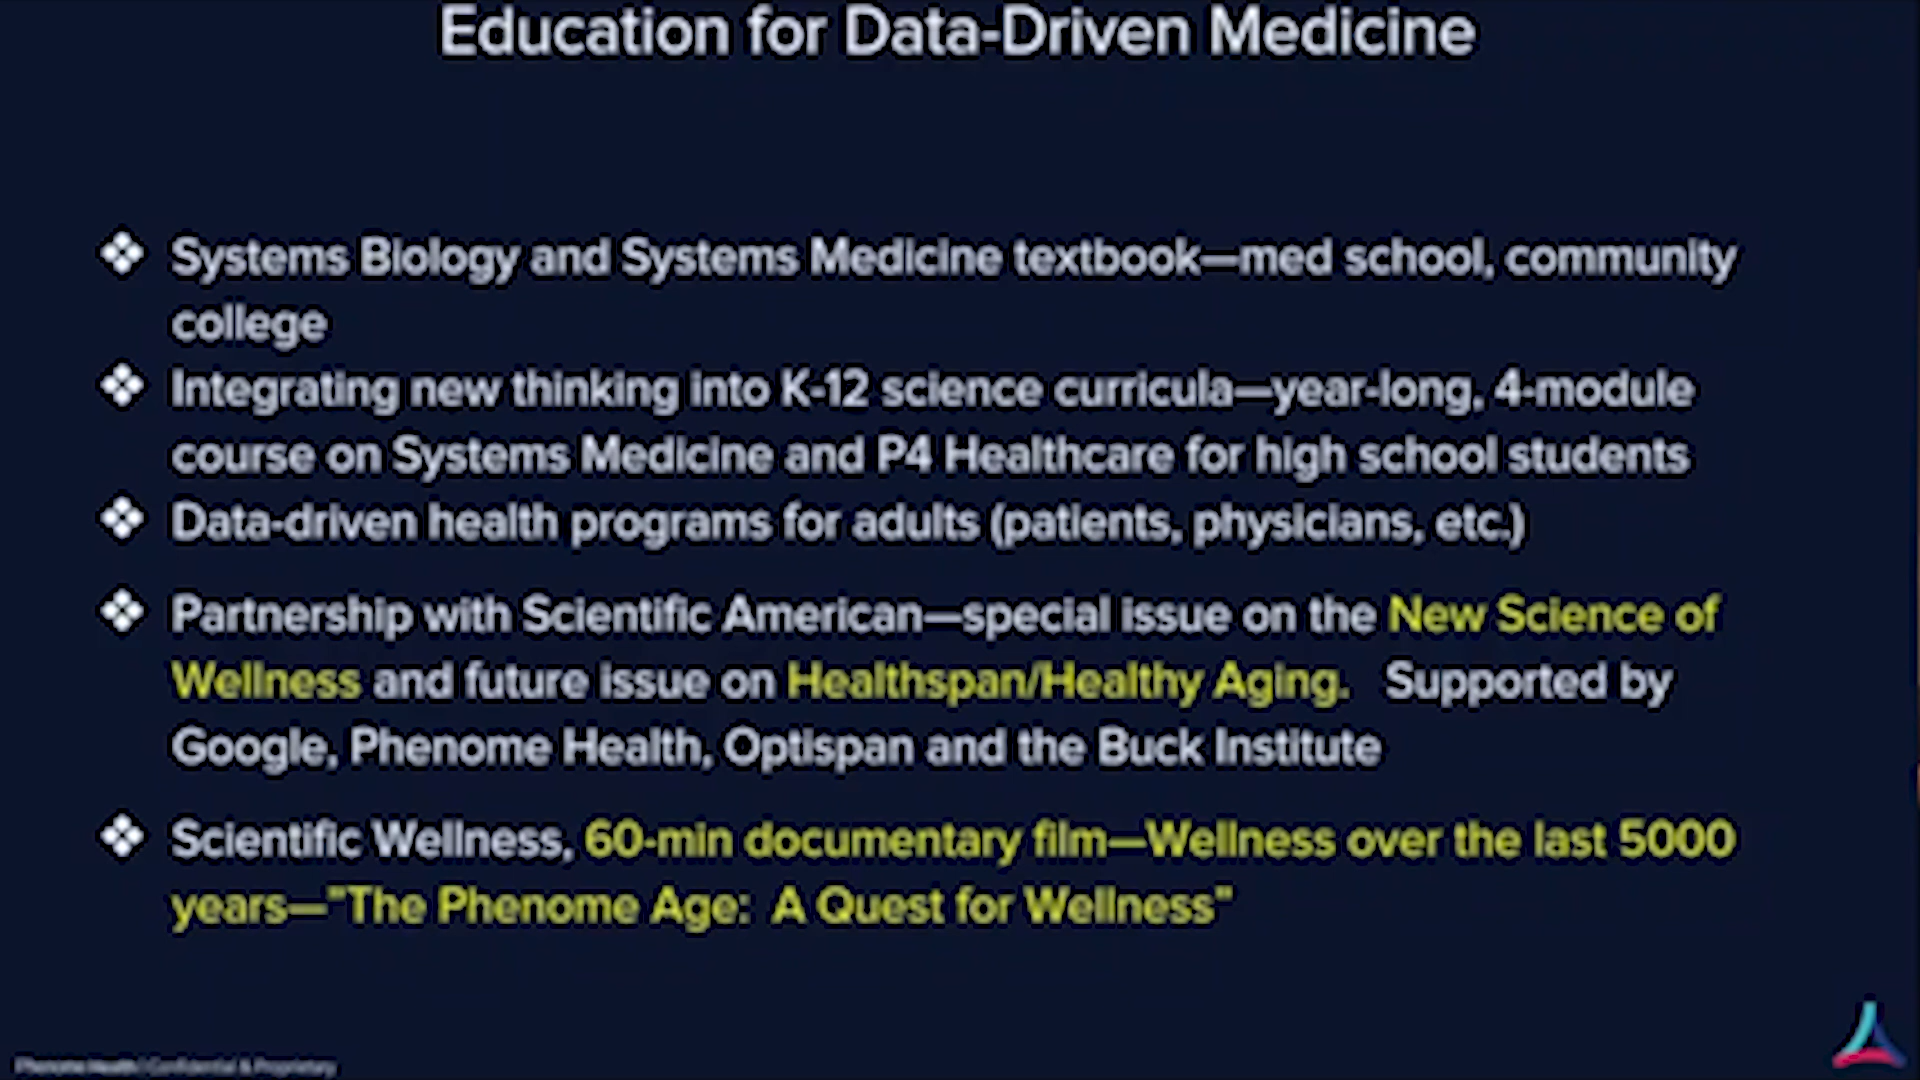 Education for Data-Driven Medicine
Systems Biology and Systems Medicine textbook—med school, community
college
Integrating new thinking into K-12 science curricula—year-long, 4-module
course on Systems Medicine and P4 Healthcare for high school students
Data-driven health programs for adults (patients, physicians, etc.)
Partnership with Scientific American—special issue on the New Science of
Wellness and future issue on Healthspan/Healthy Aging. Supported by
Google, Phenome Health, Optispan and the Buck Institute
Scientific Wellness, 60-min documentary film—Wellness over the last 5000
years—"The Phenome Age: A Quest for Wellness"
Phenome Health | Confidential & Proprietary